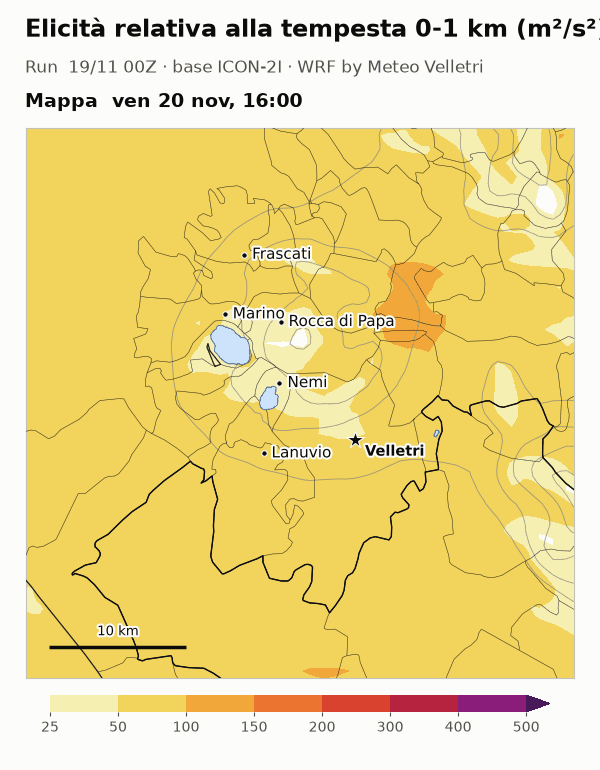 Elicità relativa alla tempesta 0-1 km (m²/s²)
Run  19/11 00Z · base ICON-2I · WRF by Meteo Velletri
Mappa  ven 20 nov, 16:00
Frascati
Marino
Rocca di Papa
Nemi
Velletri
Lanuvio
10 km
25 50 100 150 200 300 400 500